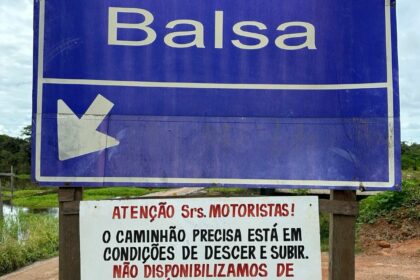 Balsa
ATENÇÃO Srs. MOTORISTAS!
O CAMINHÃO PRECISA ESTÁ EM
CONDIÇÕES DE DESCER E SUBIR.
NÃO DISPONIBILIZAMOS DE